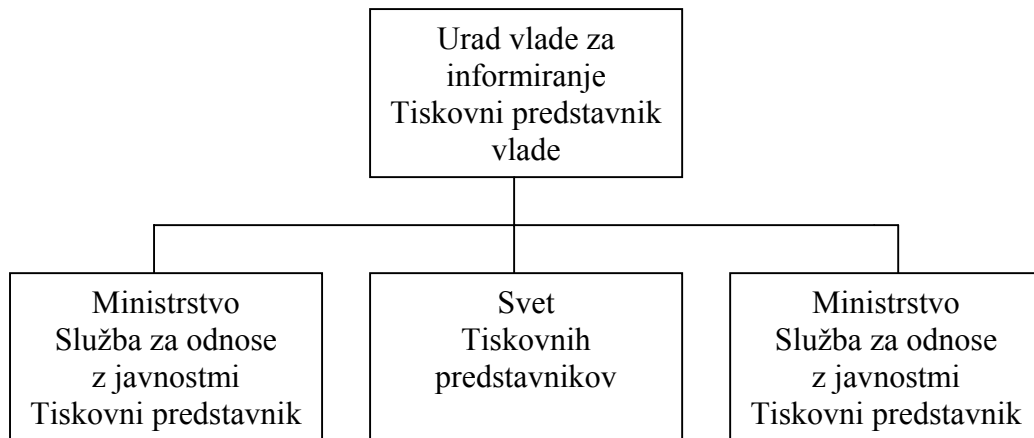 Urad vlade za
informiranje
Tiskovni predstavnik
vlade
Ministrstvo
Služba za odnose
z javnostmi
Tiskovni predstavnik
Svet
Tiskovnih
predstavnikov
Ministrstvo
Služba za odnose
z javnostmi
Tiskovni predstavnik